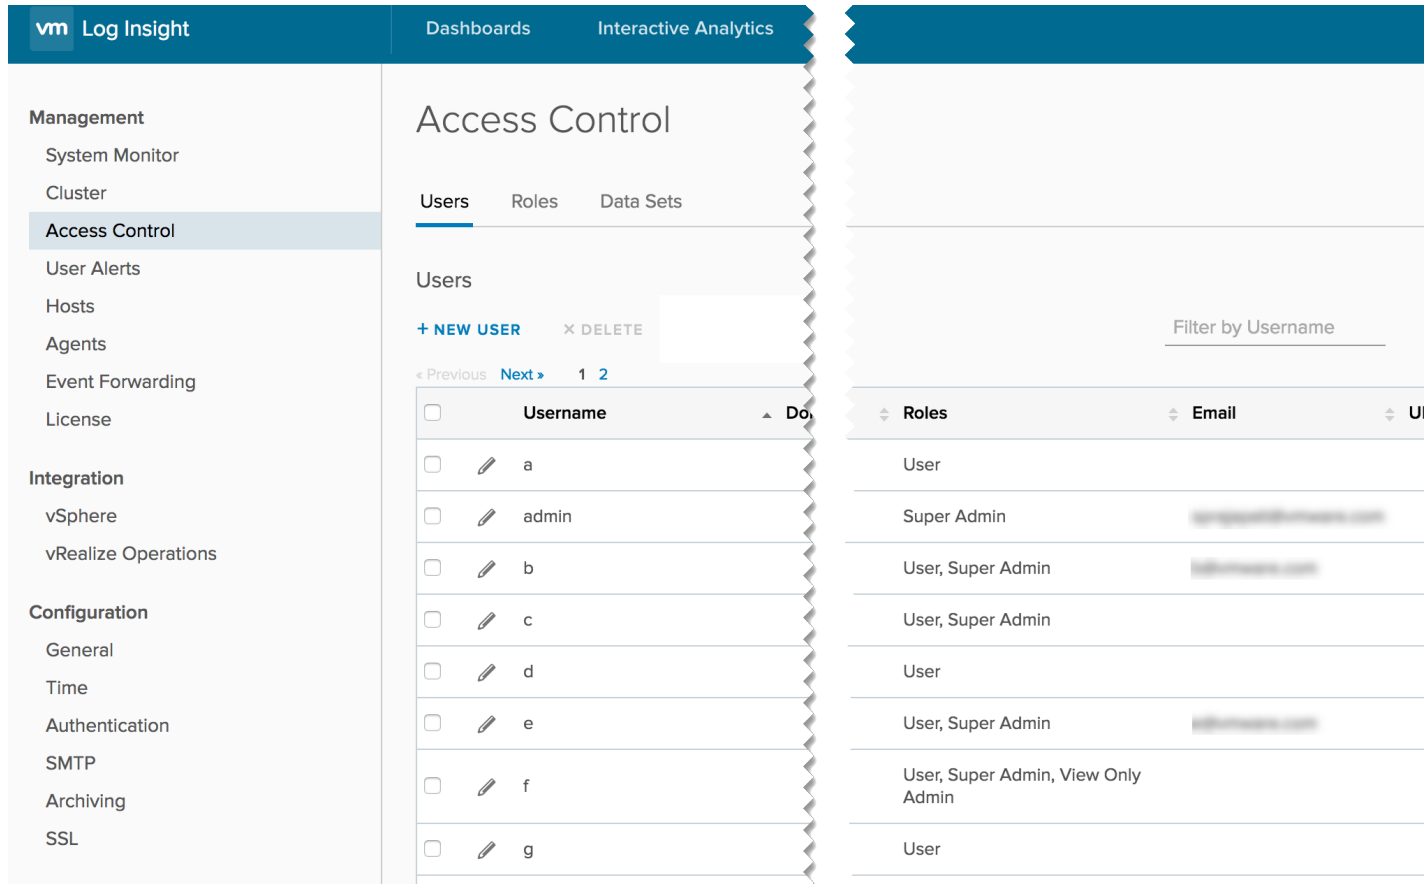 vm Log Insight
Dashboards
Interactive Analytics
Management
System Monitor
Cluster
Access Control
User Alerts
Hosts
Agents
Event Forwarding
License
Integration
vSphere
vRealize Operations
Configuration
General
Time
Authentication
SMTP
Archiving
SSL
Access Control
Users Roles Data Sets
Users
+ NEW USER × DELETE
Filter by Username
« Previous Next » 1 2
Username Roles Email
a User
admin Super Admin
b User, Super Admin
c User, Super Admin
d User
e User, Super Admin
f User, Super Admin, View Only
Admin
g User